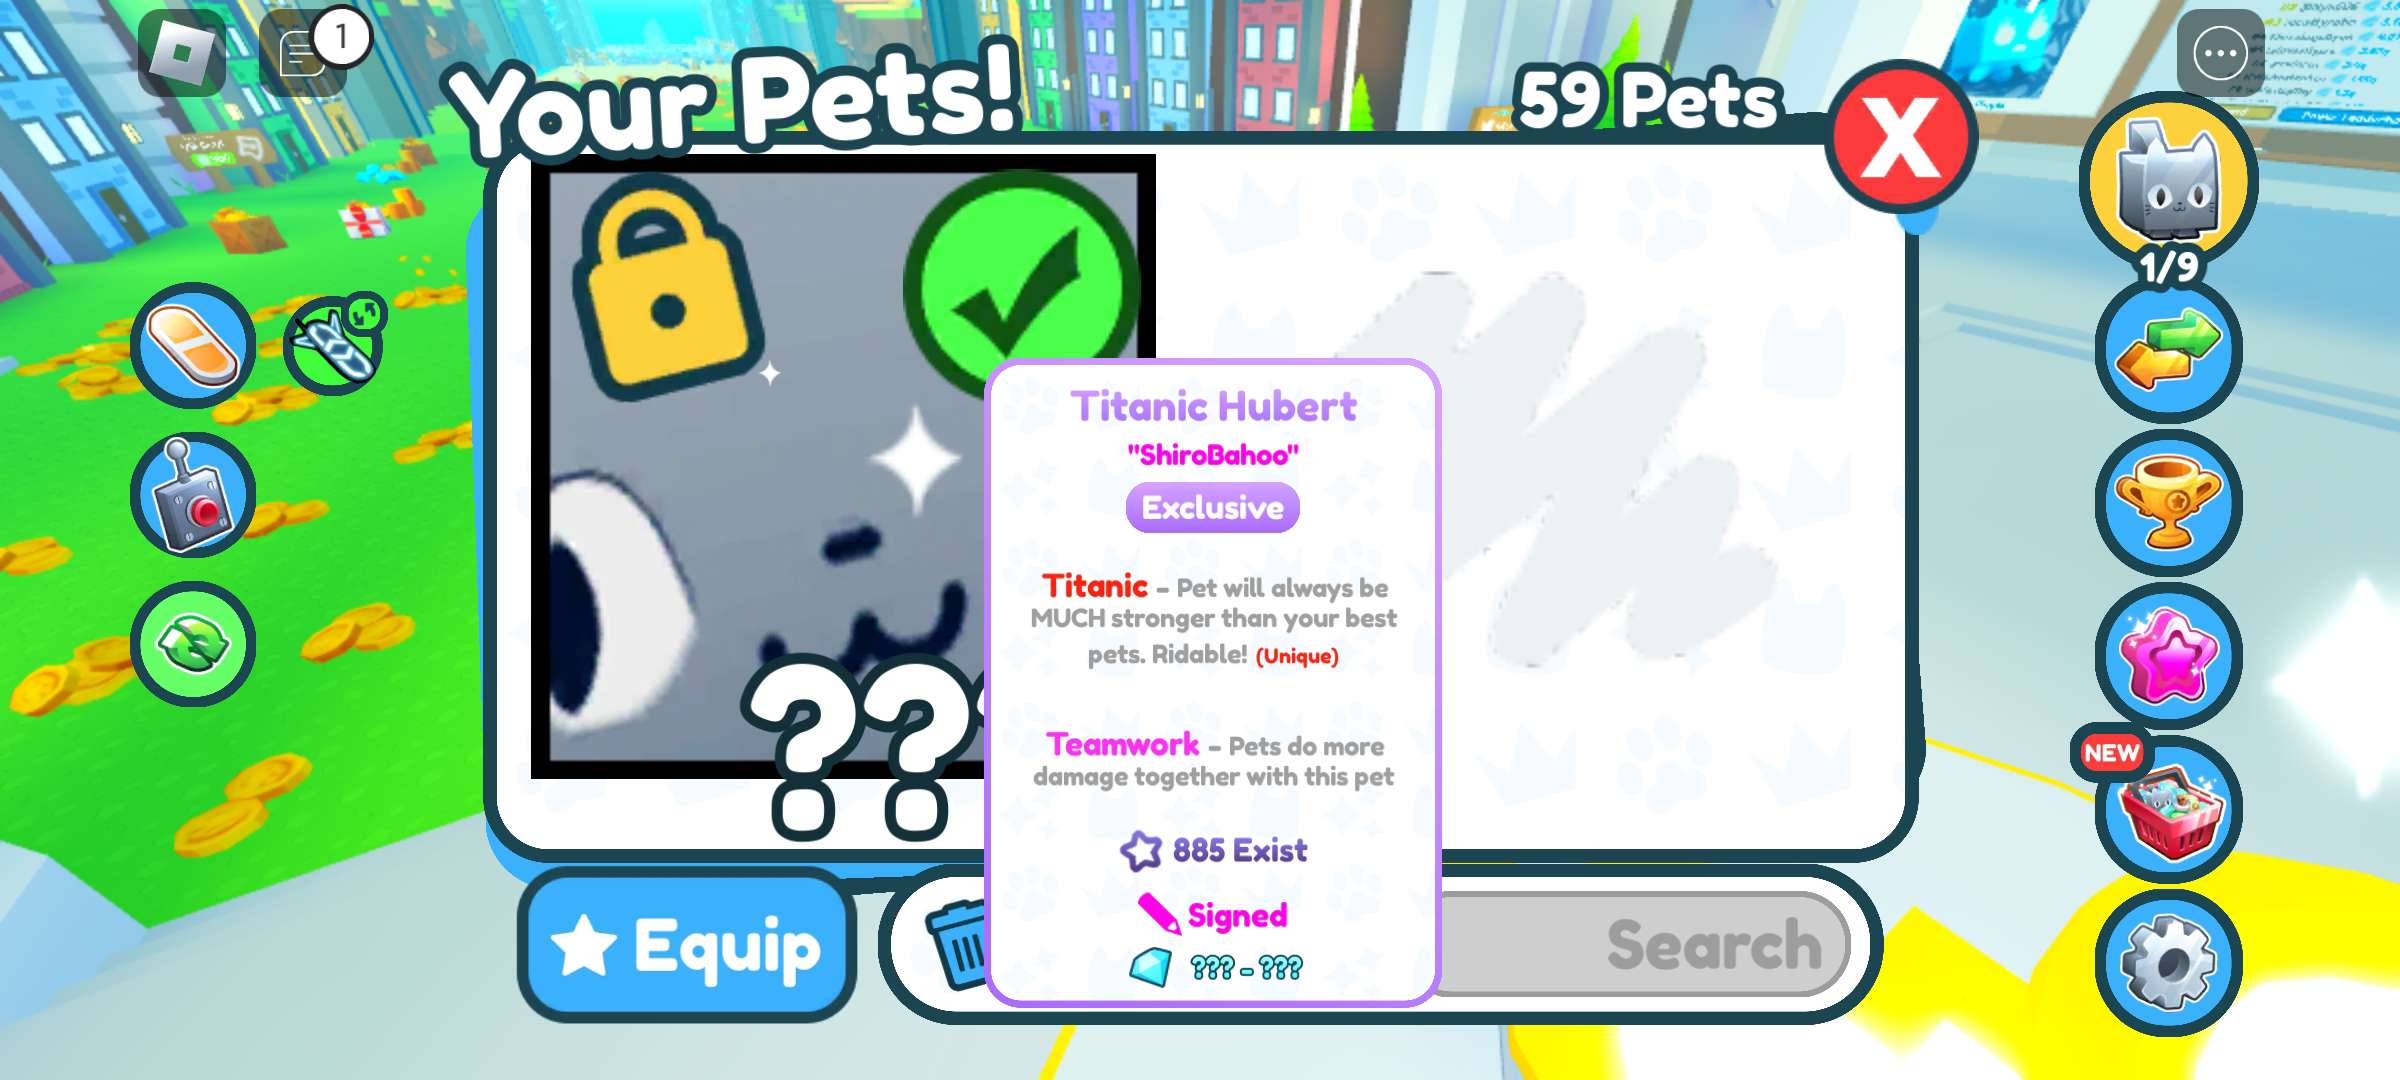 1
Your Pets!
59 Pets
X
1/9
Titanic Hubert
"ShiroBahoo"
Exclusive
Titanic - Pet will always be
MUCH stronger than your best
pets. Ridable! (Unique)
Teamwork - Pets do more
damage together with this pet
885 Exist
Signed
??? - ???
??
NEW
Equip
Search